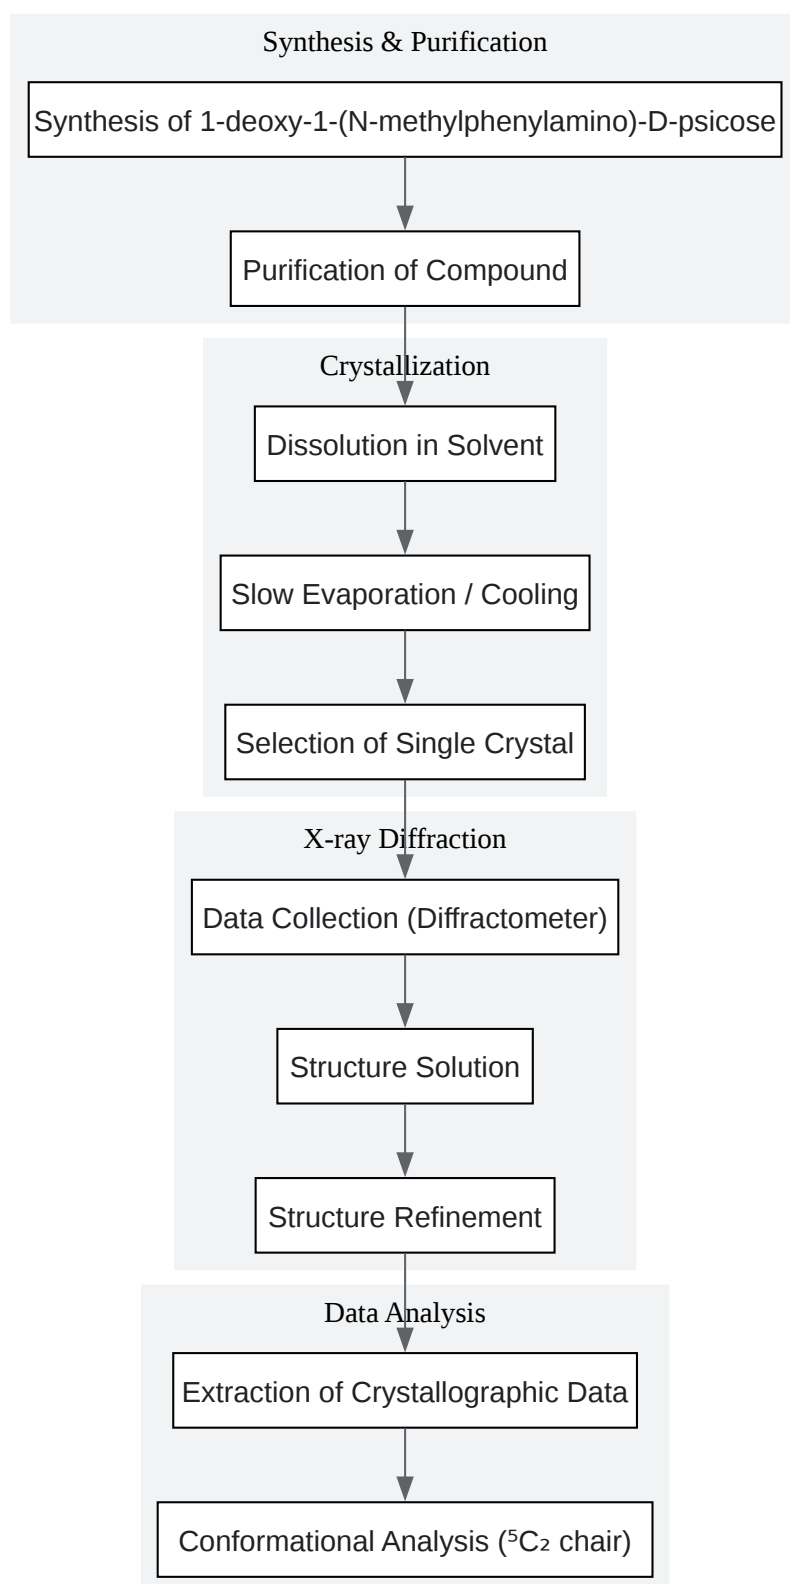 Synthesis & Purification
Synthesis of 1-deoxy-1-(N-methylphenylamino)-D-psicose
Purification of Compound
Crystallization
Dissolution in Solvent
Slow Evaporation / Cooling
Selection of Single Crystal
X-ray Diffraction
Data Collection (Diffractometer)
Structure Solution
Structure Refinement
Data Analysis
Extraction of Crystallographic Data
Conformational Analysis (⁵C₂ chair)